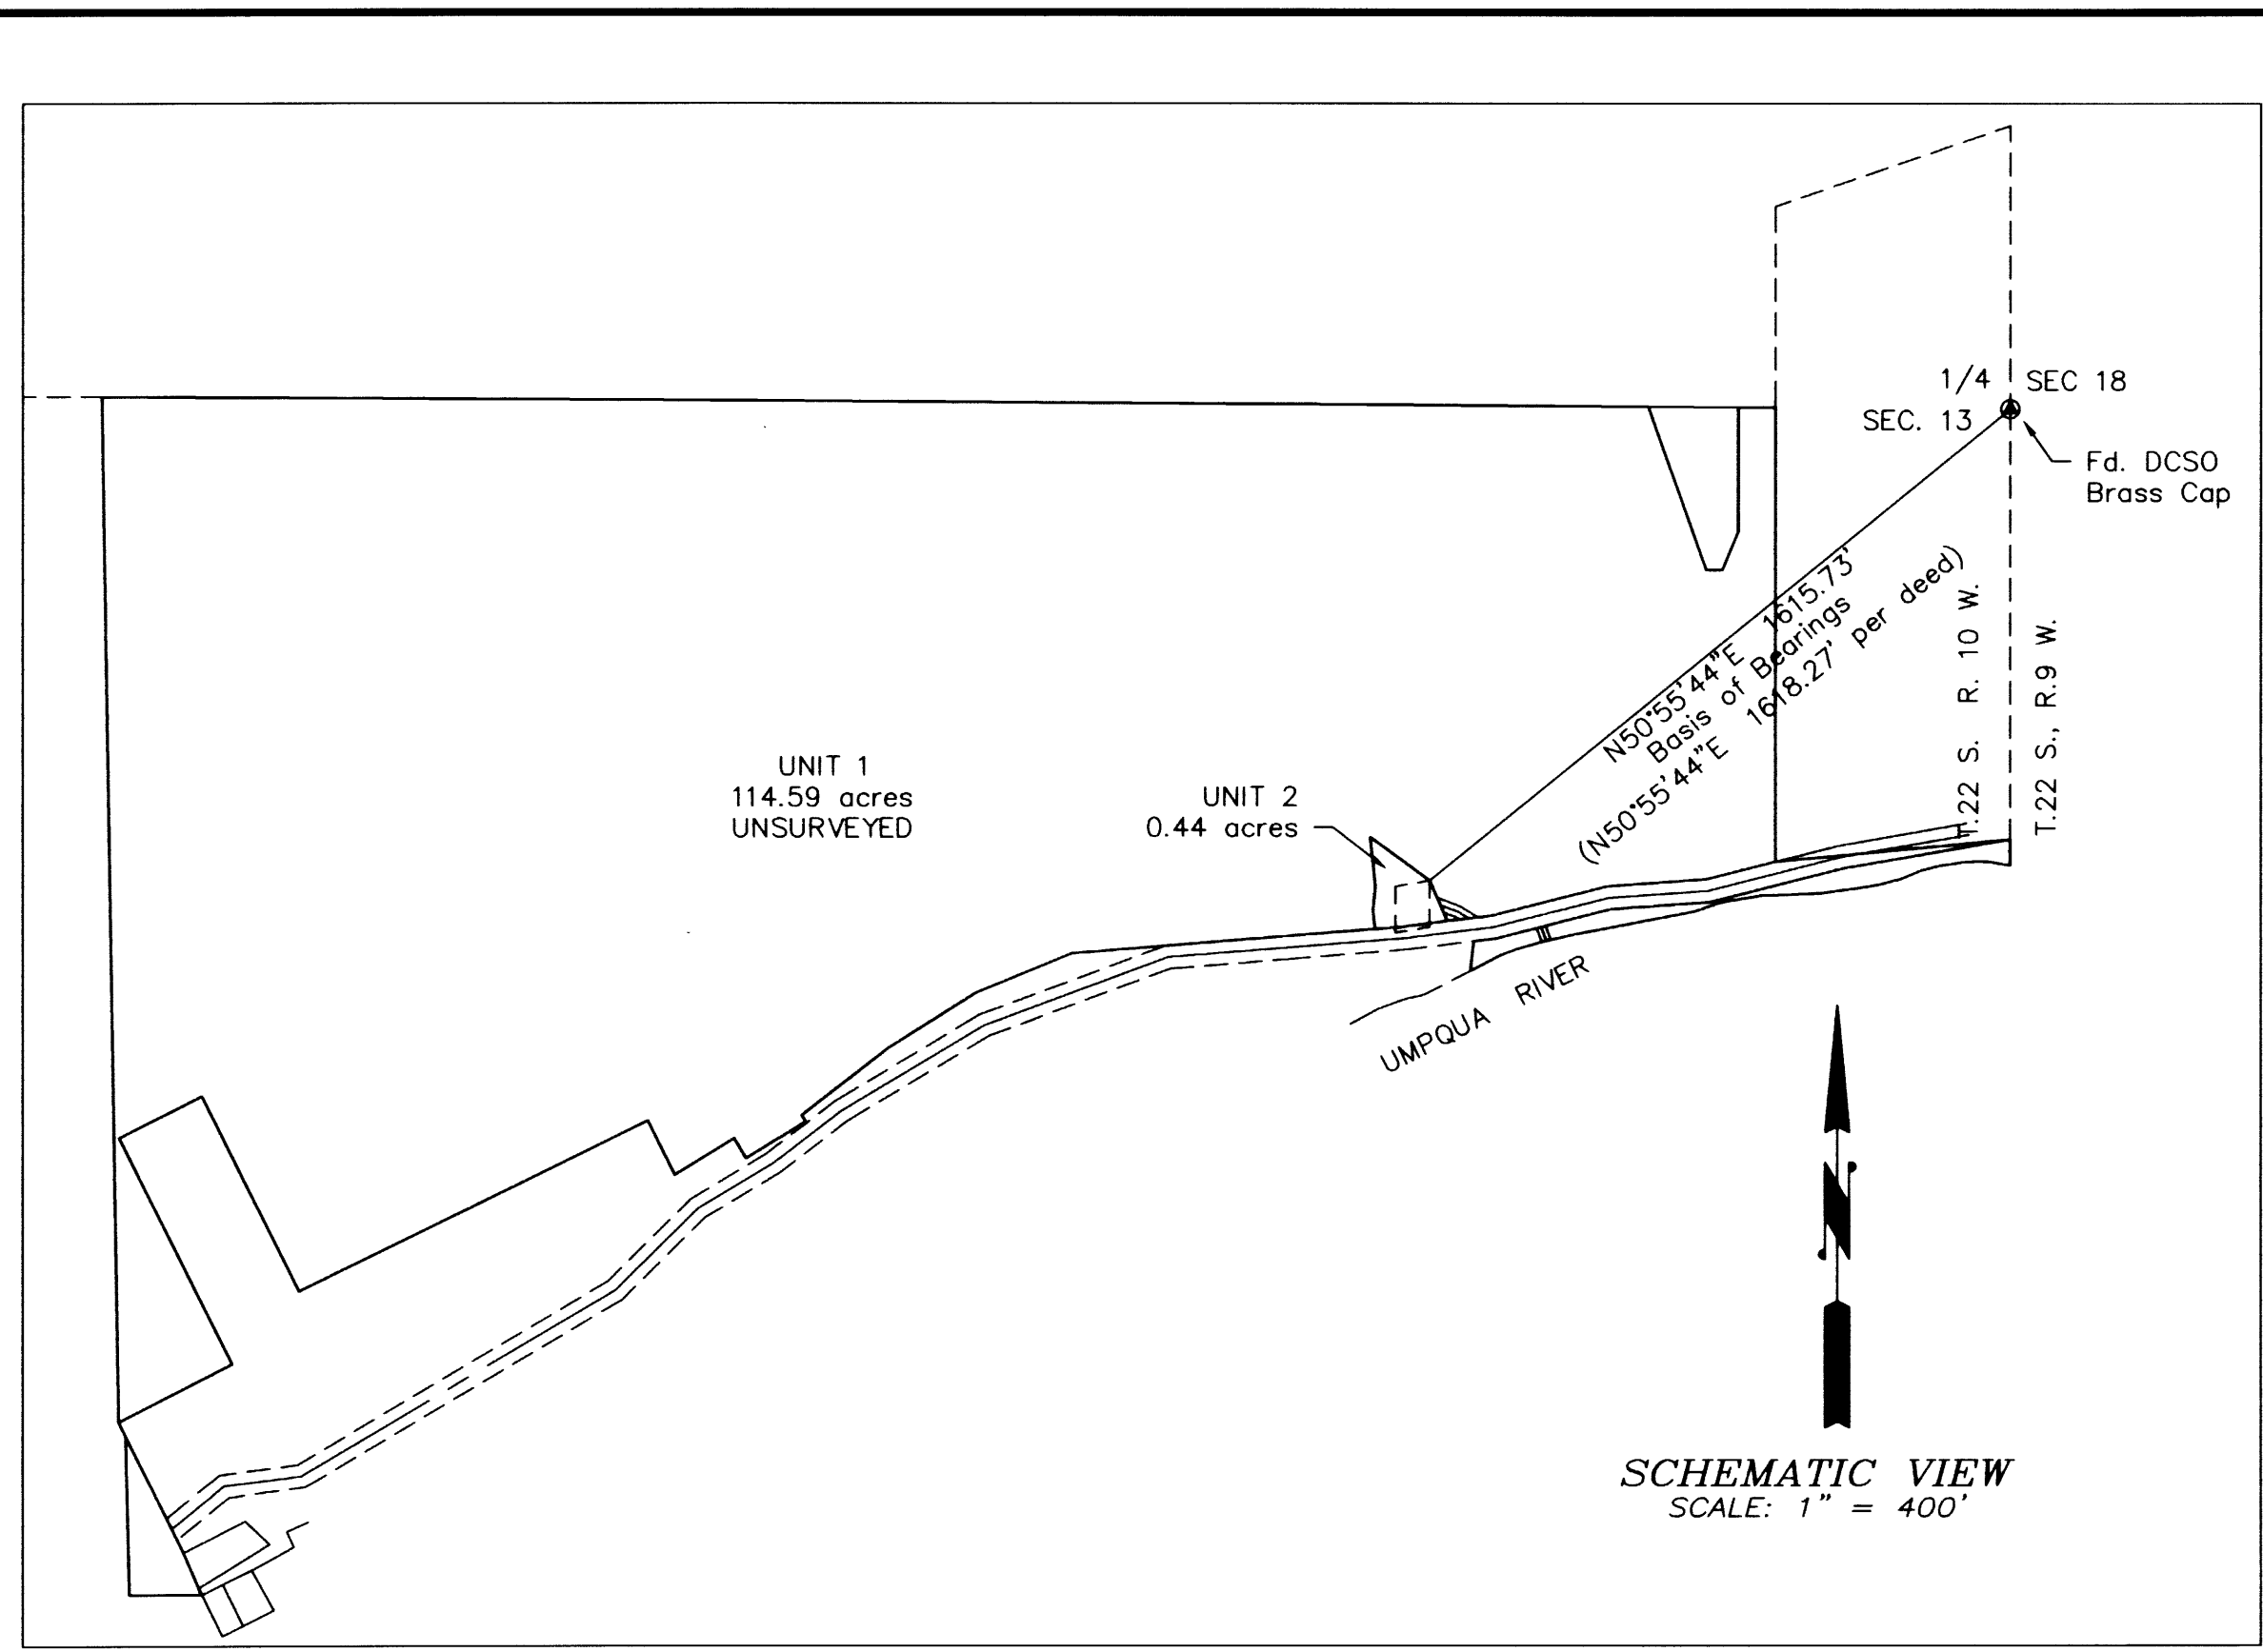 1/4 SEC 18
SEC. 13
Fd. DCSO
Brass Cap
N50°55'44"E 1615.73'
Basis of Bearings
(N50°55'44"E 1618.27' per deed)
T.22 S. R. 10 W.
T.22 S., R.9 W.
UNIT 1
114.59 acres
UNSURVEYED
UNIT 2
0.44 acres
UMPQUA RIVER
N
SCHEMATIC VIEW
SCALE: 1" = 400'